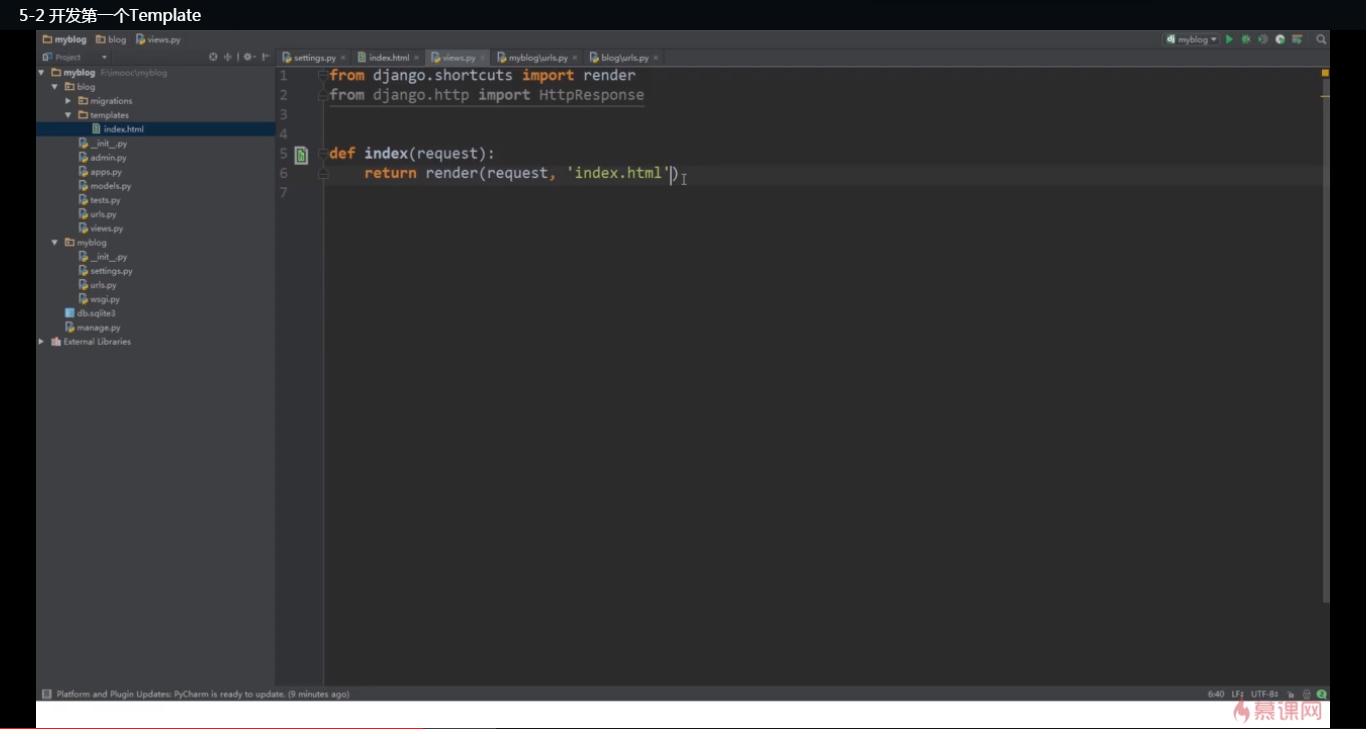 5-2 开发第一个Template
myblog blog views.py
myblog
Project
settings.py index.html views.py myblog\urls.py blog\urls.py
myblog F:\imooc\myblog
blog
migrations
templates
index.html
__init__.py
admin.py
apps.py
models.py
tests.py
urls.py
views.py
myblog
__init__.py
settings.py
urls.py
wsgi.py
db.sqlite3
manage.py
External Libraries
1 from django.shortcuts import render
2 from django.http import HttpResponse
3
4
5 def index(request):
6 return render(request, 'index.html')
7
Platform and Plugin Updates: PyCharm is ready to update. (9 minutes ago)
6:40 LF÷ UTF-8÷
慕课网